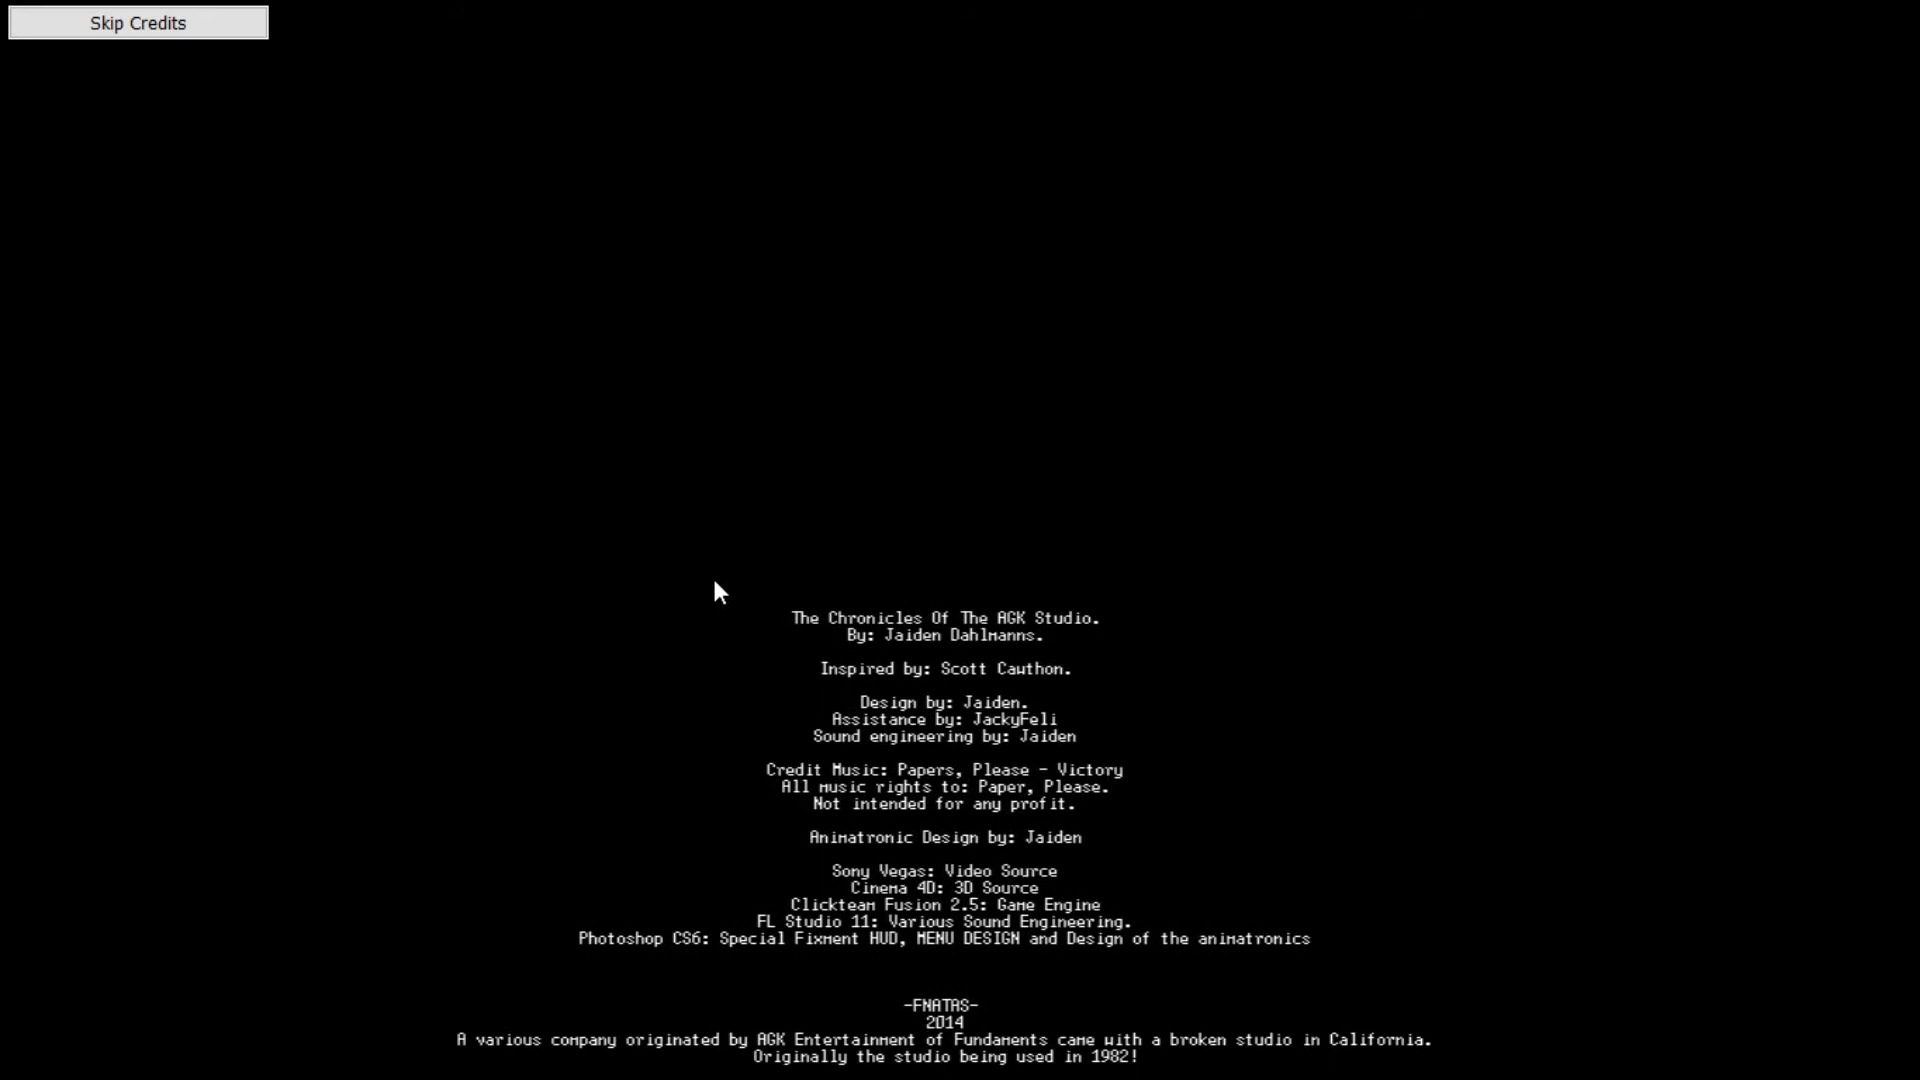 Skip Credits
The Chronicles Of The AGK Studio.
By: Jaiden Dahlmanns.
Inspired by: Scott Cawthon.
Design by: Jaiden.
Assistance by: JackyFeli
Sound engineering by: Jaiden
Credit Music: Papers, Please - Victory
All music rights to: Paper, Please.
Not intended for any profit.
Animatronic Design by: Jaiden
Sony Vegas: Video Source
Cinema 4D: 3D Source
Clickteam Fusion 2.5: Game Engine
FL Studio 11: Various Sound Engineering.
Photoshop CS6: Special Fixment HUD, MENU DESIGN and Design of the animatronics
-FNATAS-
2014
A various company originated by AGK Entertainment of Fundaments came with a broken studio in California.
Originally the studio being used in 1982!